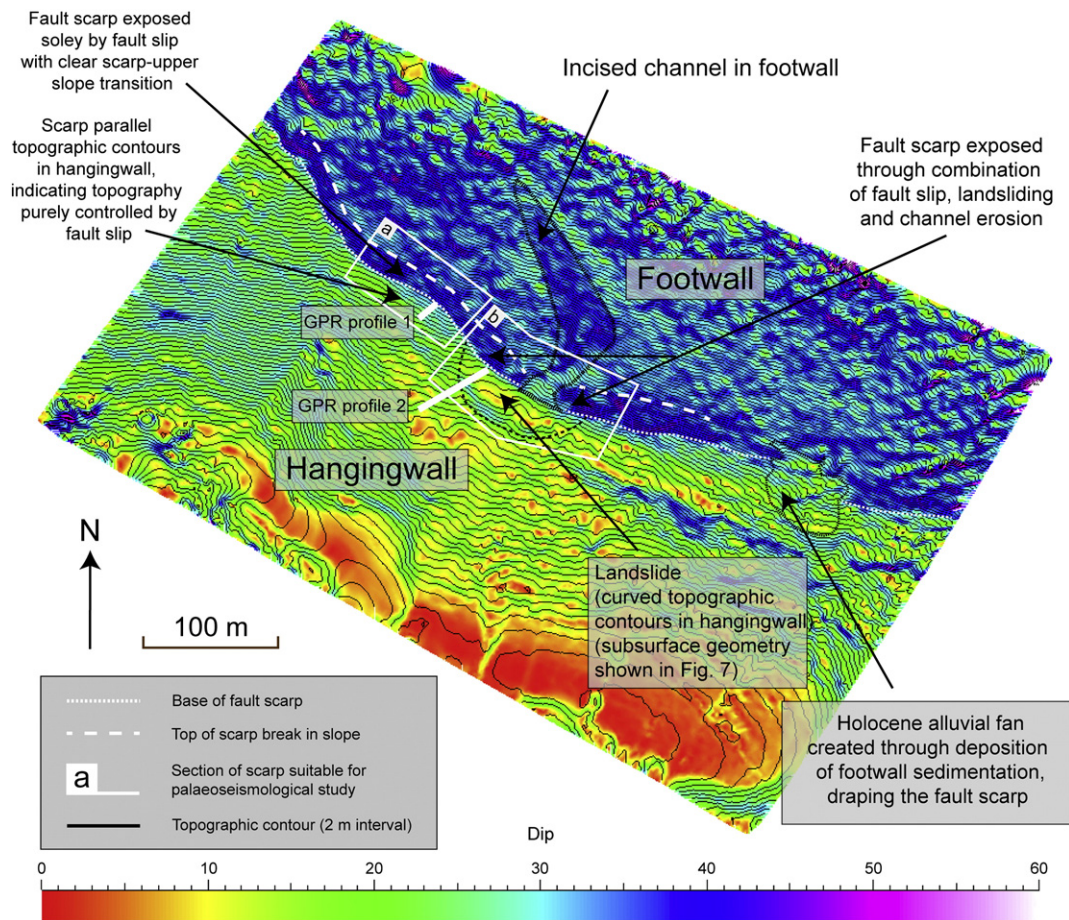 Fault scarp exposed
soley by fault slip
with clear scarp-upper
slope transition
Incised channel in footwall
Scarp parallel
topographic contours
in hangingwall,
indicating topography
purely controlled by
fault slip
Fault scarp exposed
through combination
of fault slip, landsliding
and channel erosion
a
Footwall
GPR profile 1
b
GPR profile 2
Hangingwall
N
100 m
Landslide
(curved topographic
contours in hangingwall)
(subsurface geometry
shown in Fig. 7)
Holocene alluvial fan
created through deposition
of footwall sedimentation,
draping the fault scarp
Base of fault scarp
Top of scarp break in slope
a
Section of scarp suitable for
palaeoseismological study
Topographic contour (2 m interval)
Dip
0 10 20 30 40 50 60